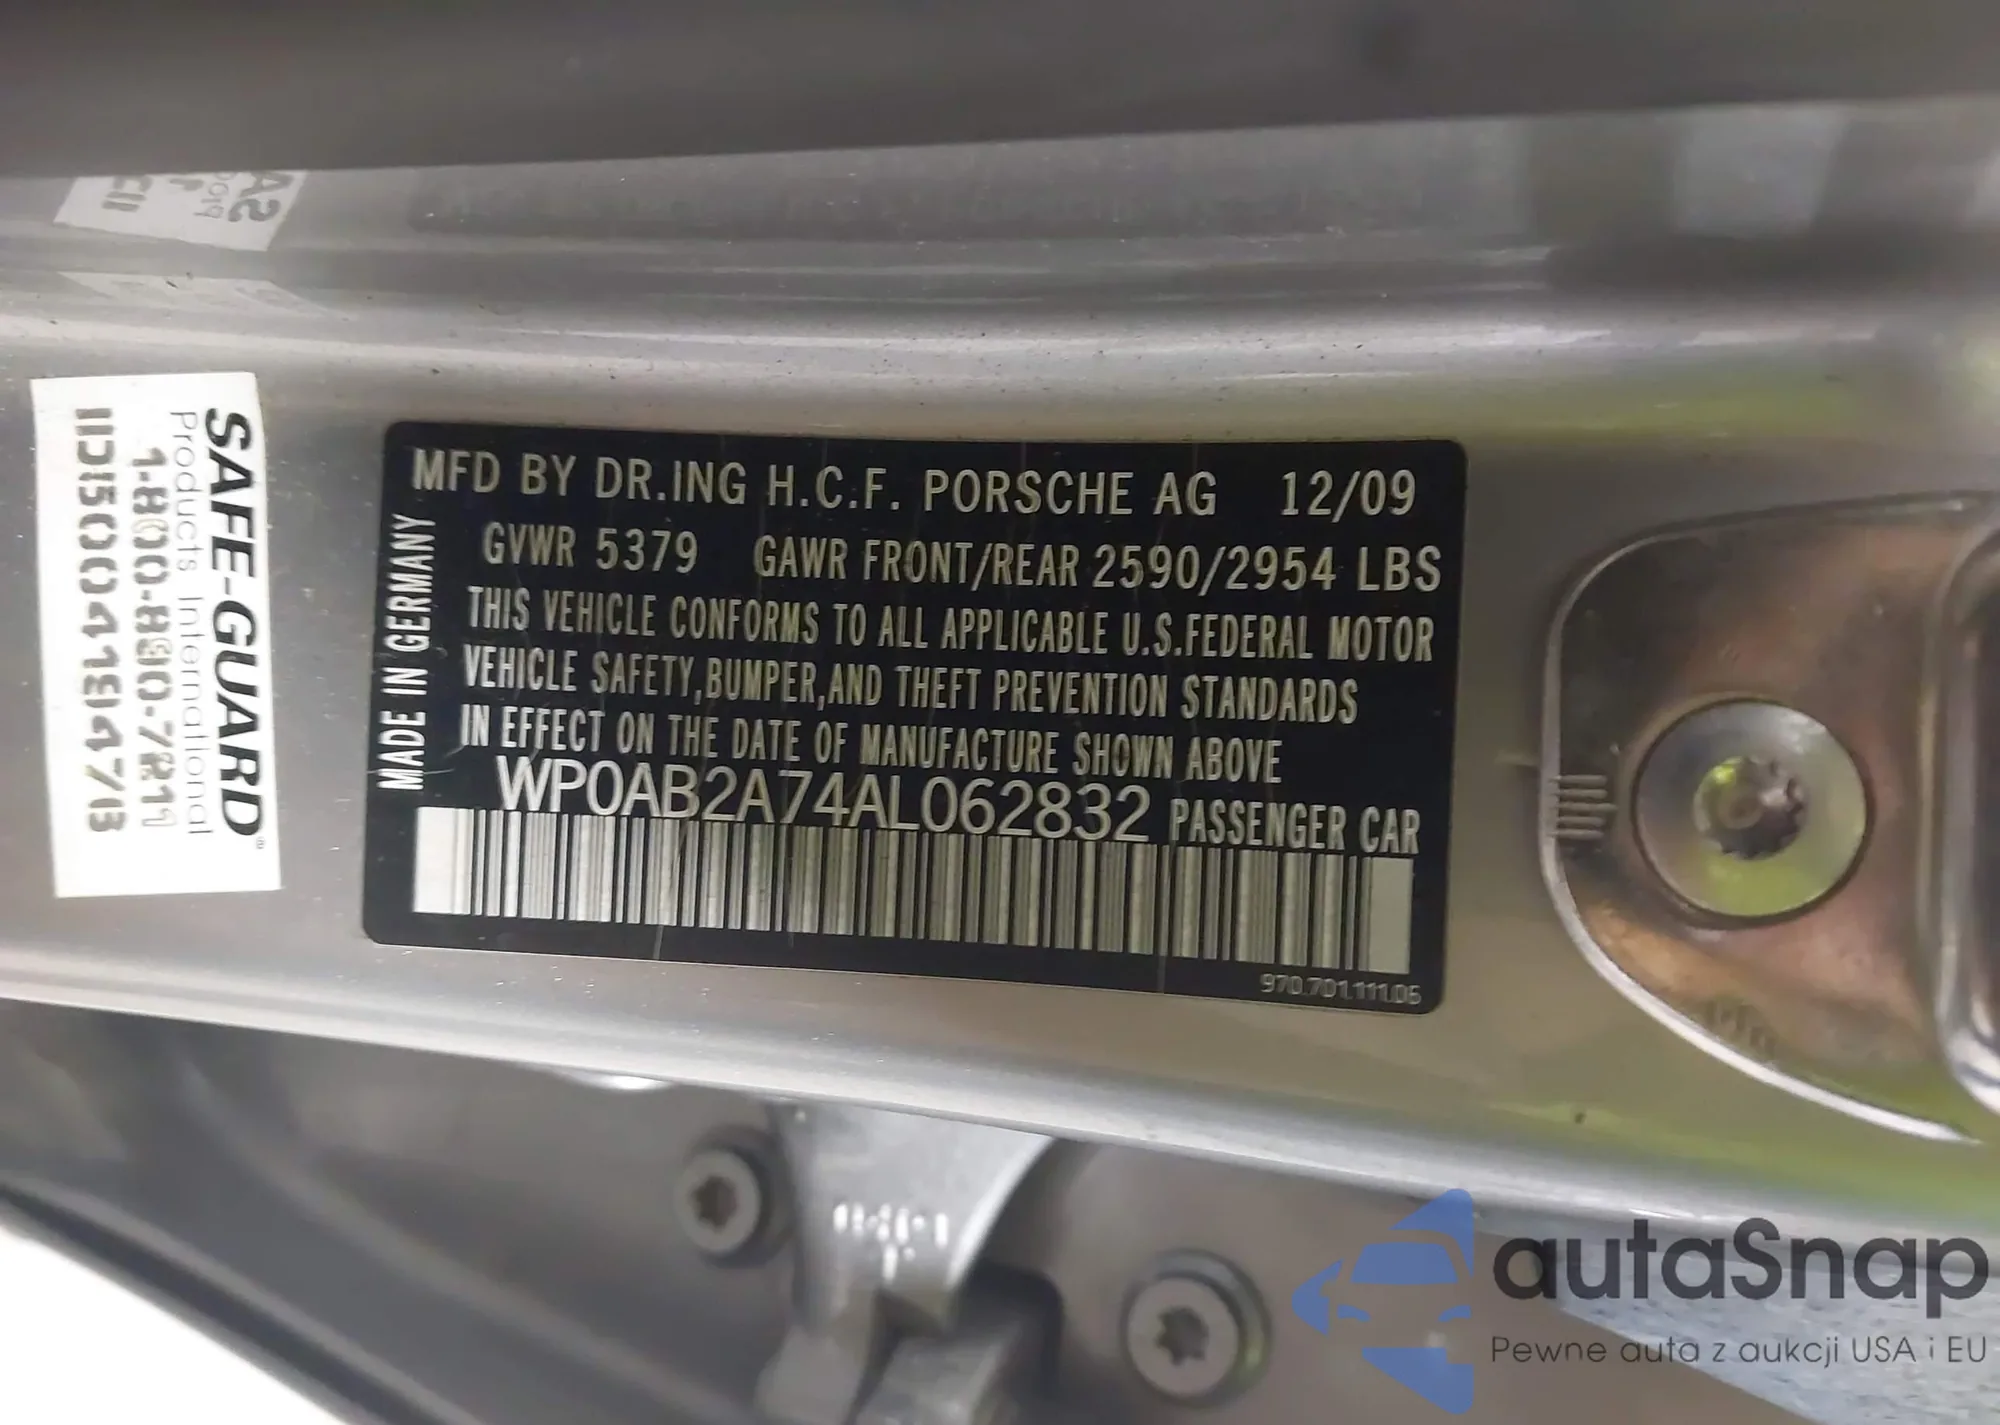 MFD BY DR.ING H.C.F. PORSCHE AG 12/09
GVWR 5379 GAWR FRONT/REAR 2590/2954 LBS
THIS VEHICLE CONFORMS TO ALL APPLICABLE U.S.FEDERAL MOTOR
VEHICLE SAFETY,BUMPER,AND THEFT PREVENTION STANDARDS
IN EFFECT ON THE DATE OF MANUFACTURE SHOWN ABOVE
WP0AB2A74AL062832 PASSENGER CAR
970.701.111.06
MADE IN GERMANY
SAFE-GUARD®
Products International
autaSnap
Pewne auta z aukcji USA i EU